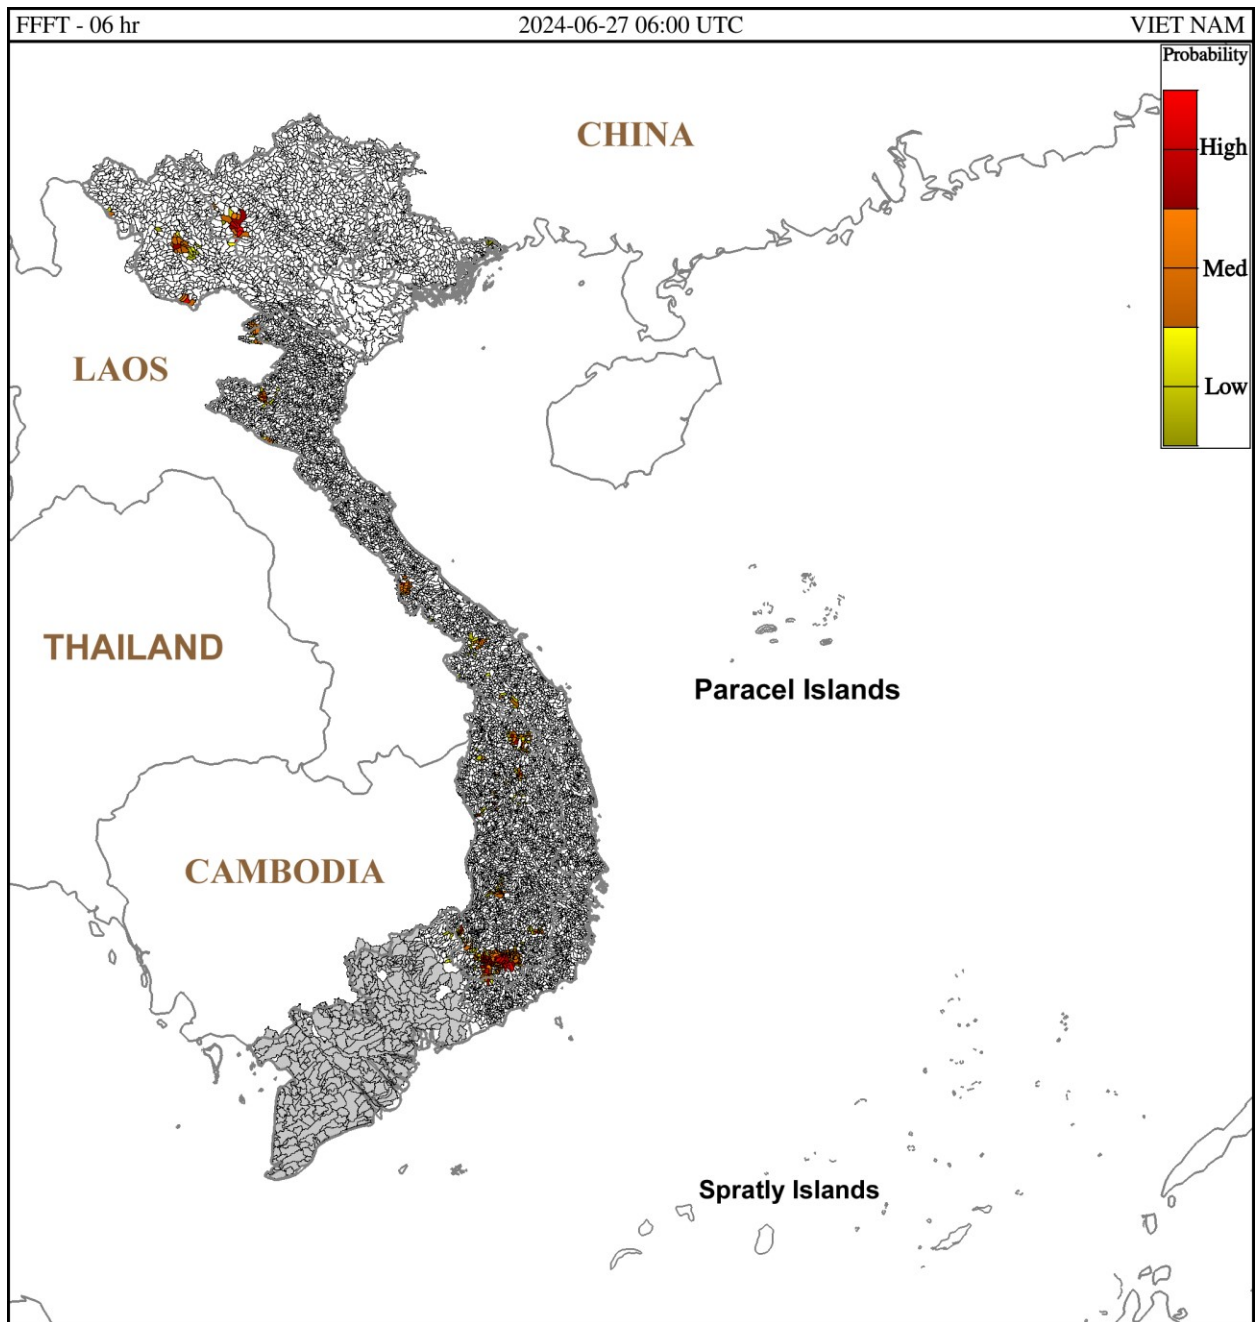 FFFT - 06 hr 2024-06-27 06:00 UTC VIET NAM
Probability
CHINA
High
Med
LAOS
Low
THAILAND
Paracel Islands
CAMBODIA
Spratly Islands